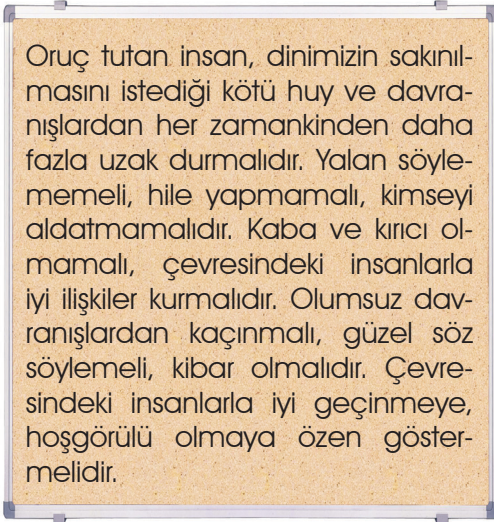 Oruç tutan insan, dinimizin sakınıl-
masını istediği kötü huy ve davra-
nışlardan her zamankinden daha
fazla uzak durmalıdır. Yalan söyle-
memeli, hile yapmamalı, kimseyi
aldatmamalıdır. Kaba ve kırıcı ol-
mamalı, çevresindeki insanlarla
iyi ilişkiler kurmalıdır. Olumsuz dav-
ranışlardan kaçınmalı, güzel söz
söylemeli, kibar olmalıdır. Çevre-
sindeki insanlarla iyi geçinmeye,
hoşgörülü olmaya özen göster-
melidir.